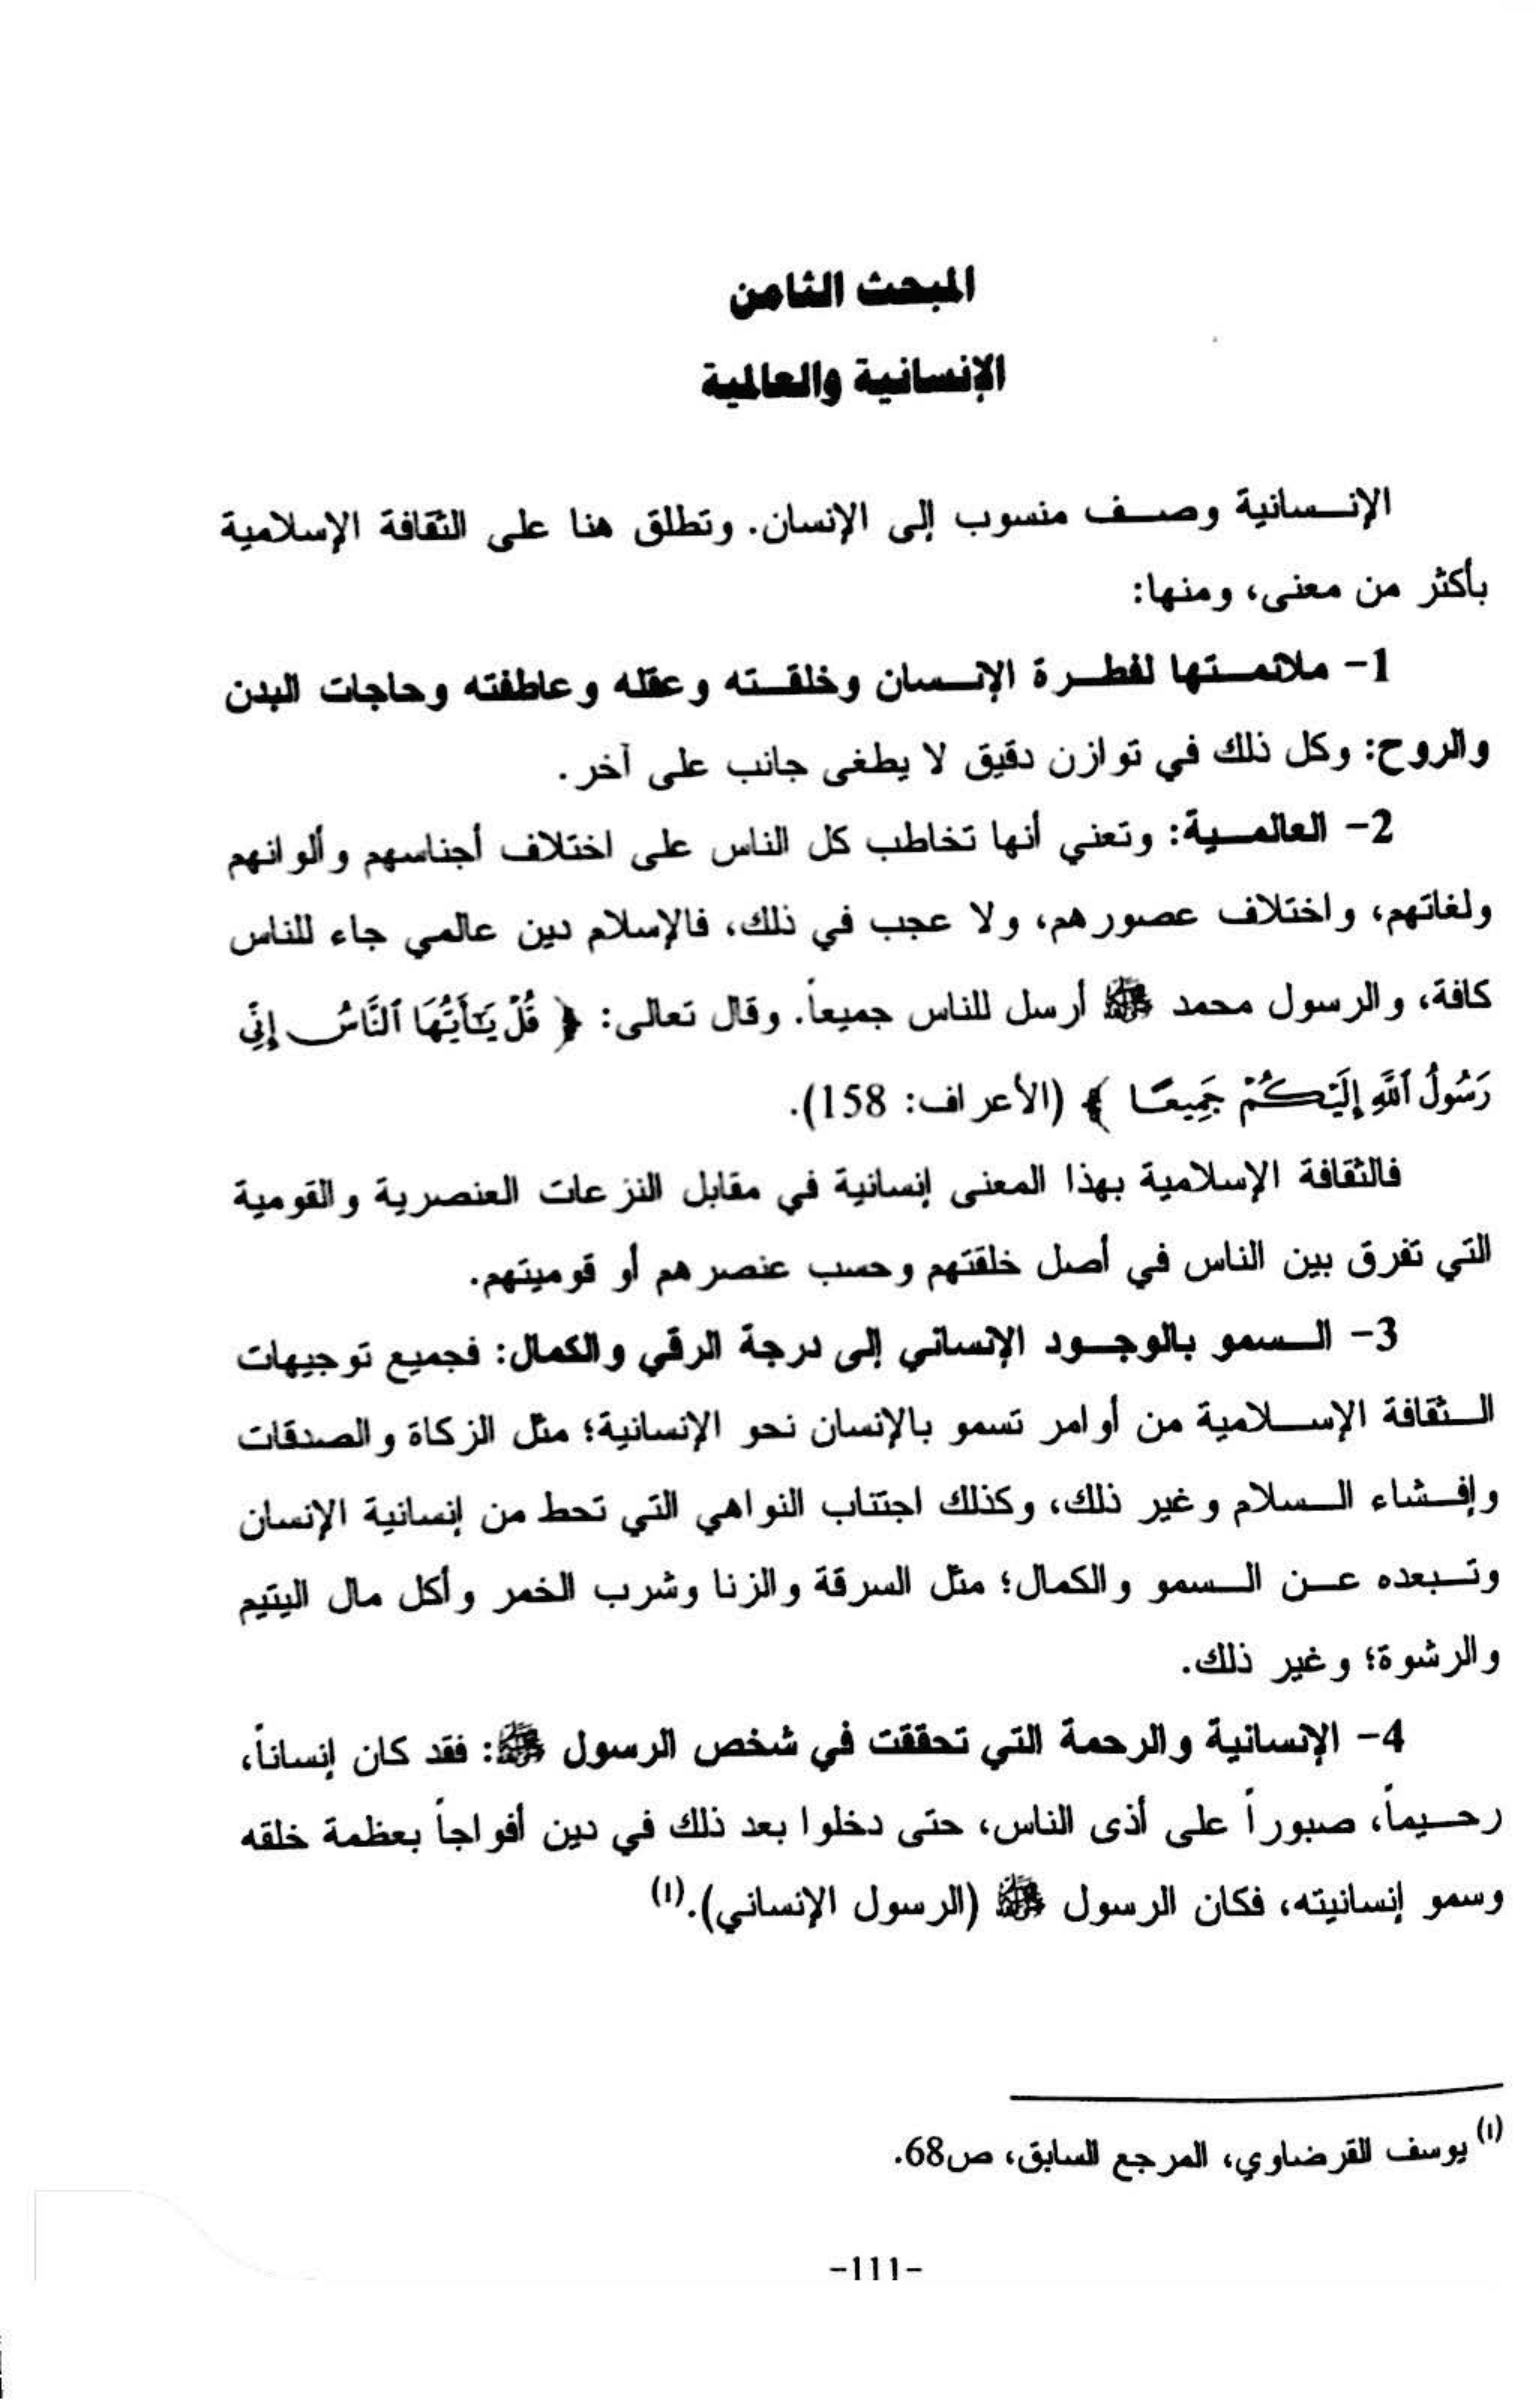 المبحث الثامن
الإنسانية والعالمية
الإنسانية وصف منسوب إلى الإنسان. وتطلق هنا على الثقافة الإسلامية
بأكثر من معنى، ومنها:
1- ملائمتها لفطرة الإنسان وخلقته وعقله وعاطفته وحاجات البدن
والروح: وكل ذلك في توازن دقيق لا يطغى جانب على آخر.
2- العالمية: وتعني أنها تخاطب كل الناس على اختلاف أجناسهم وألوانهم
ولغاتهم، واختلاف عصورهم، ولا عجب في ذلك، فالإسلام دين عالمي جاء للناس
كافة، والرسول محمد ﷺ أرسل للناس جميعاً. وقال تعالى: ﴿ قُلْ يَـٰٓأَيُّهَا ٱلنَّاسُ إِنِّي
رَسُولُ ٱللَّهِ إِلَيْكُمْ جَمِيعًا ﴾ (الأعراف: 158).
فالثقافة الإسلامية بهذا المعنى إنسانية في مقابل النزعات العنصرية والقومية
التي تفرق بين الناس في أصل خلقتهم وحسب عنصرهم أو قوميتهم.
3- السمو بالوجود الإنساني إلى درجة الرقي والكمال: فجميع توجيهات
الثقافة الإسلامية من أوامر تسمو بالإنسان نحو الإنسانية؛ مثل الزكاة والصدقات
وإفشاء السلام وغير ذلك، وكذلك اجتناب النواهي التي تحط من إنسانية الإنسان
وتبعده عن السمو والكمال؛ مثل السرقة والزنا وشرب الخمر وأكل مال اليتيم
والرشوة؛ وغير ذلك.
4- الإنسانية والرحمة التي تحققت في شخص الرسول ﷺ: فقد كان إنساناً،
رحيماً، صبوراً على أذى الناس، حتى دخلوا بعد ذلك في دين أفواجاً بعظمة خلقه
وسمو إنسانيته، فكان الرسول ﷺ (الرسول الإنساني).(1)
(1) يوسف القرضاوي، المرجع السابق، ص68.
-111-